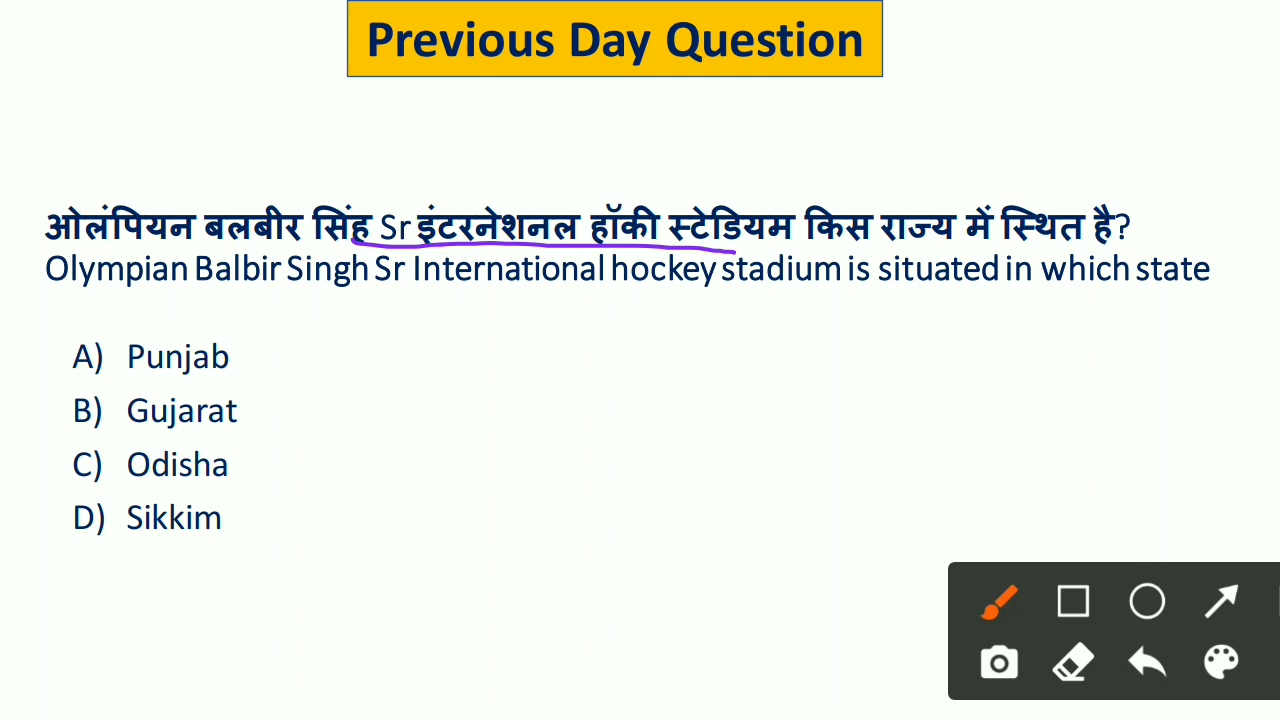 Previous Day Question
ओलंपियन बलबीर सिंह Sr इंटरनेशनल हॉकी स्टेडियम किस राज्य में स्थित है?
Olympian Balbir Singh Sr International hockey stadium is situated in which state
A) Punjab
B) Gujarat
C) Odisha
D) Sikkim